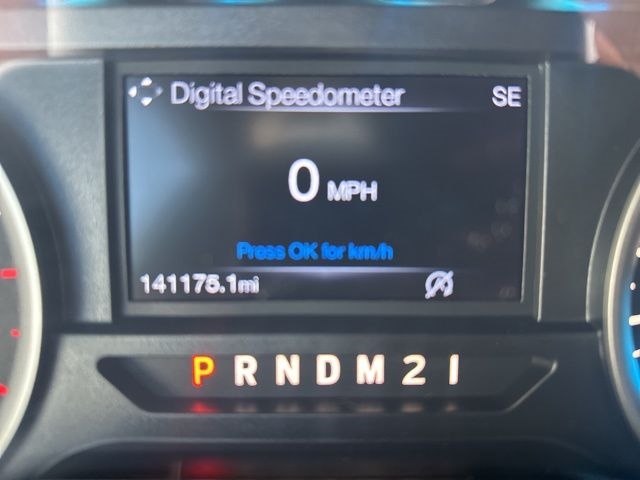 Digital Speedometer SE
0 MPH
Press OK for km/h
141175.1mi
P R N D M 2 1